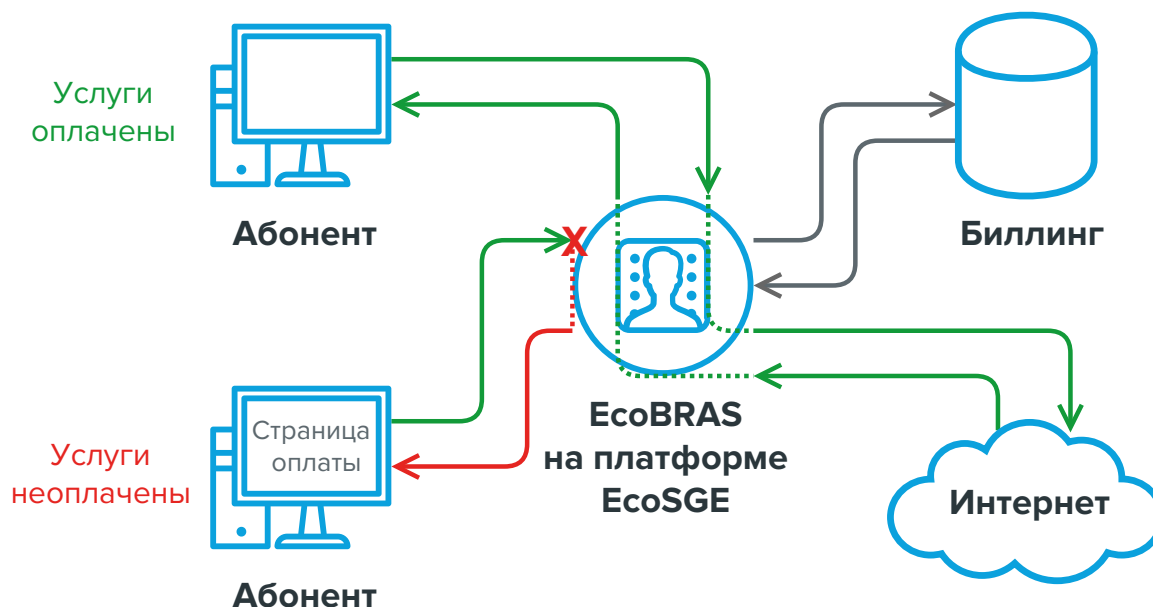 Услуги
оплачены
Абонент
Биллинг
Х
EcoBRAS
на платформе
EcoSGE
Услуги
неоплачены
Страница
оплаты
Интернет
Абонент